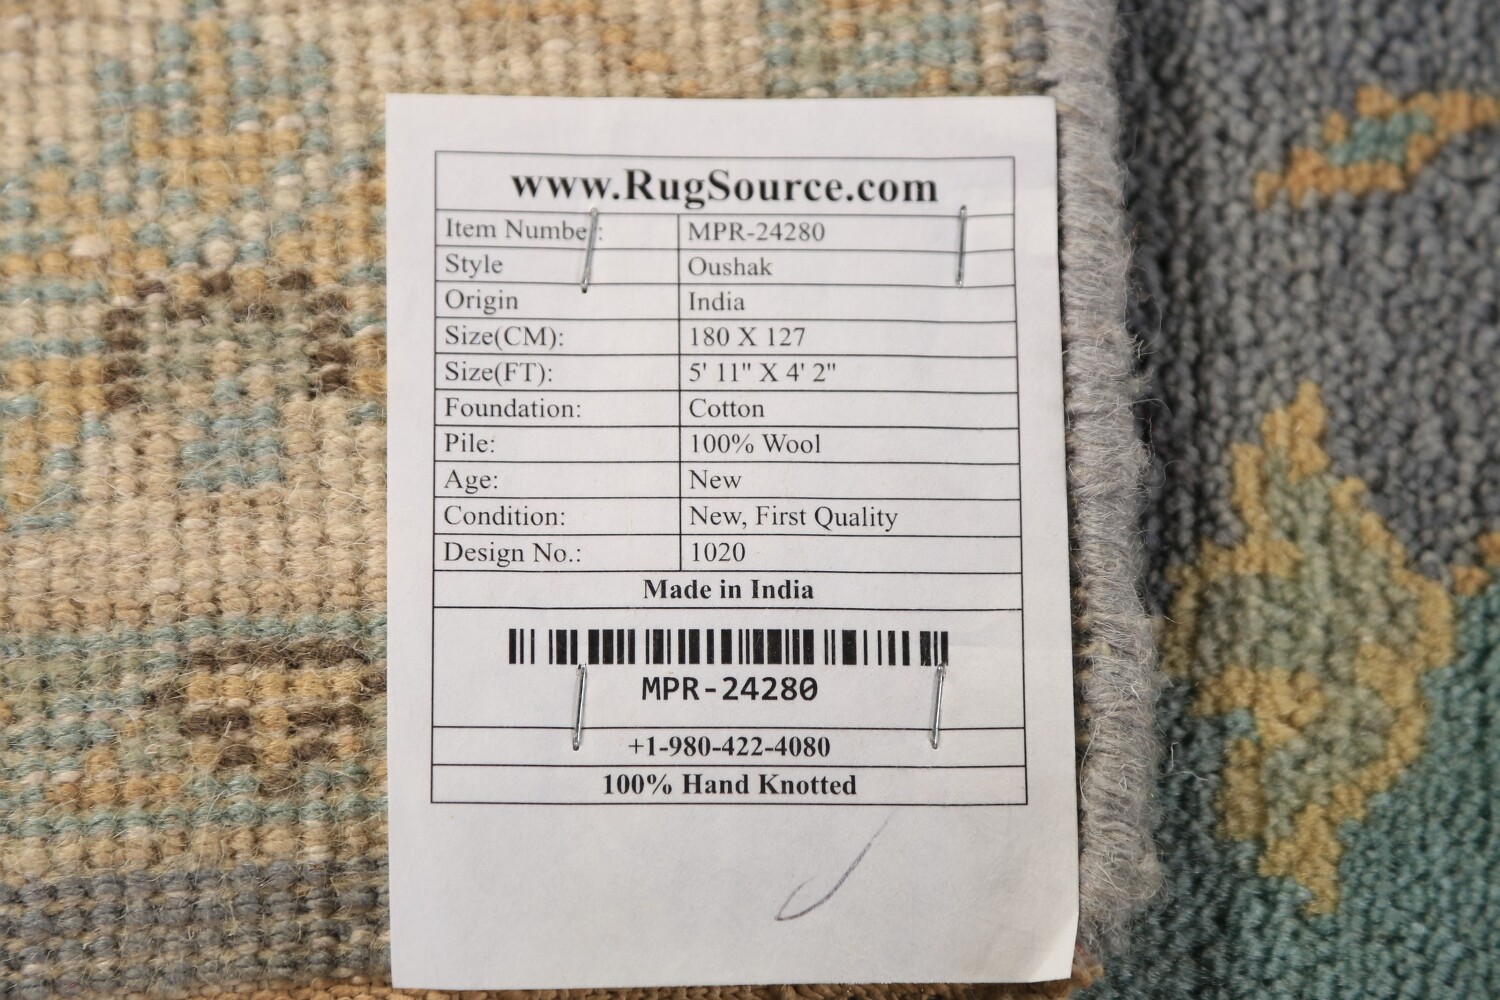 www.RugSource.com
Item Number: MPR-24280
Style Oushak
Origin India
Size(CM): 180 X 127
Size(FT): 5' 11" X 4' 2"
Foundation: Cotton
Pile: 100% Wool
Age: New
Condition: New, First Quality
Design No.: 1020
Made in India
MPR-24280
+1-980-422-4080
100% Hand Knotted